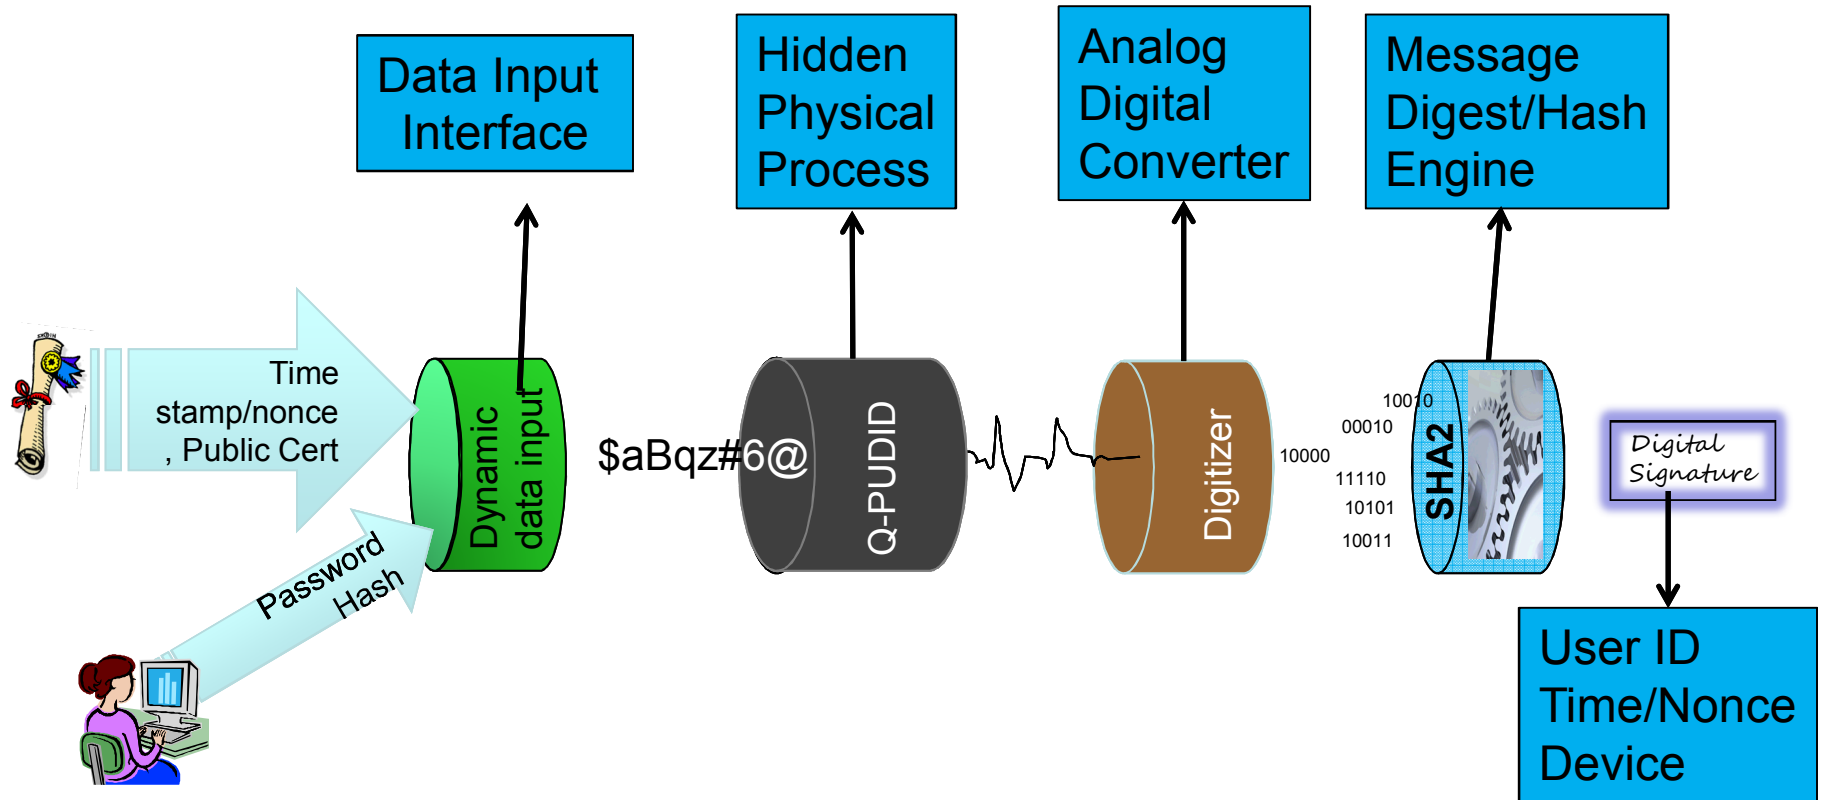 Data Input
Interface
Hidden
Physical
Process
Analog
Digital
Converter
Message
Digest/Hash
Engine
Time
stamp/nonce
, Public Cert
Password
Hash
Dynamic
data input
$aBqz#6@
Q-PUDID
Digitizer
10000
10010
00010
11110
10101
10011
SHA2
Digital
Signature
User ID
Time/Nonce
Device